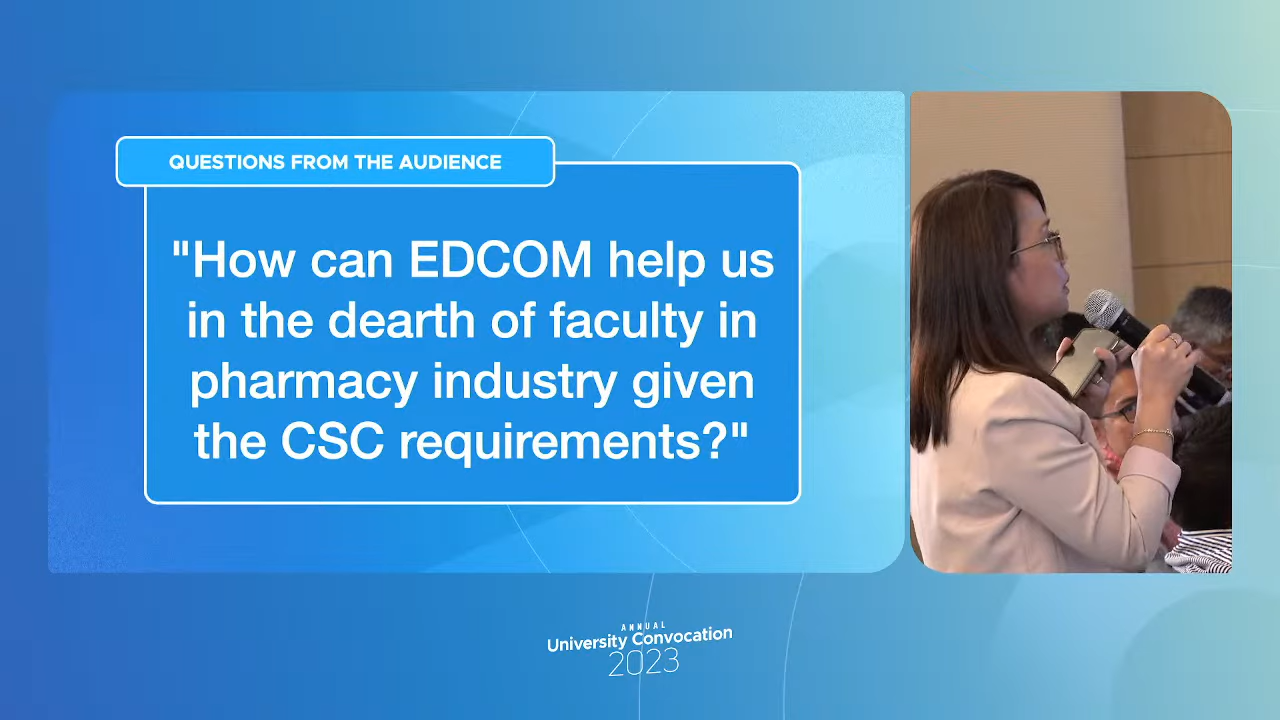 QUESTIONS FROM THE AUDIENCE
"How can EDCOM help us
in the dearth of faculty in
pharmacy industry given
the CSC requirements?"
ANNUAL
University Convocation
2023